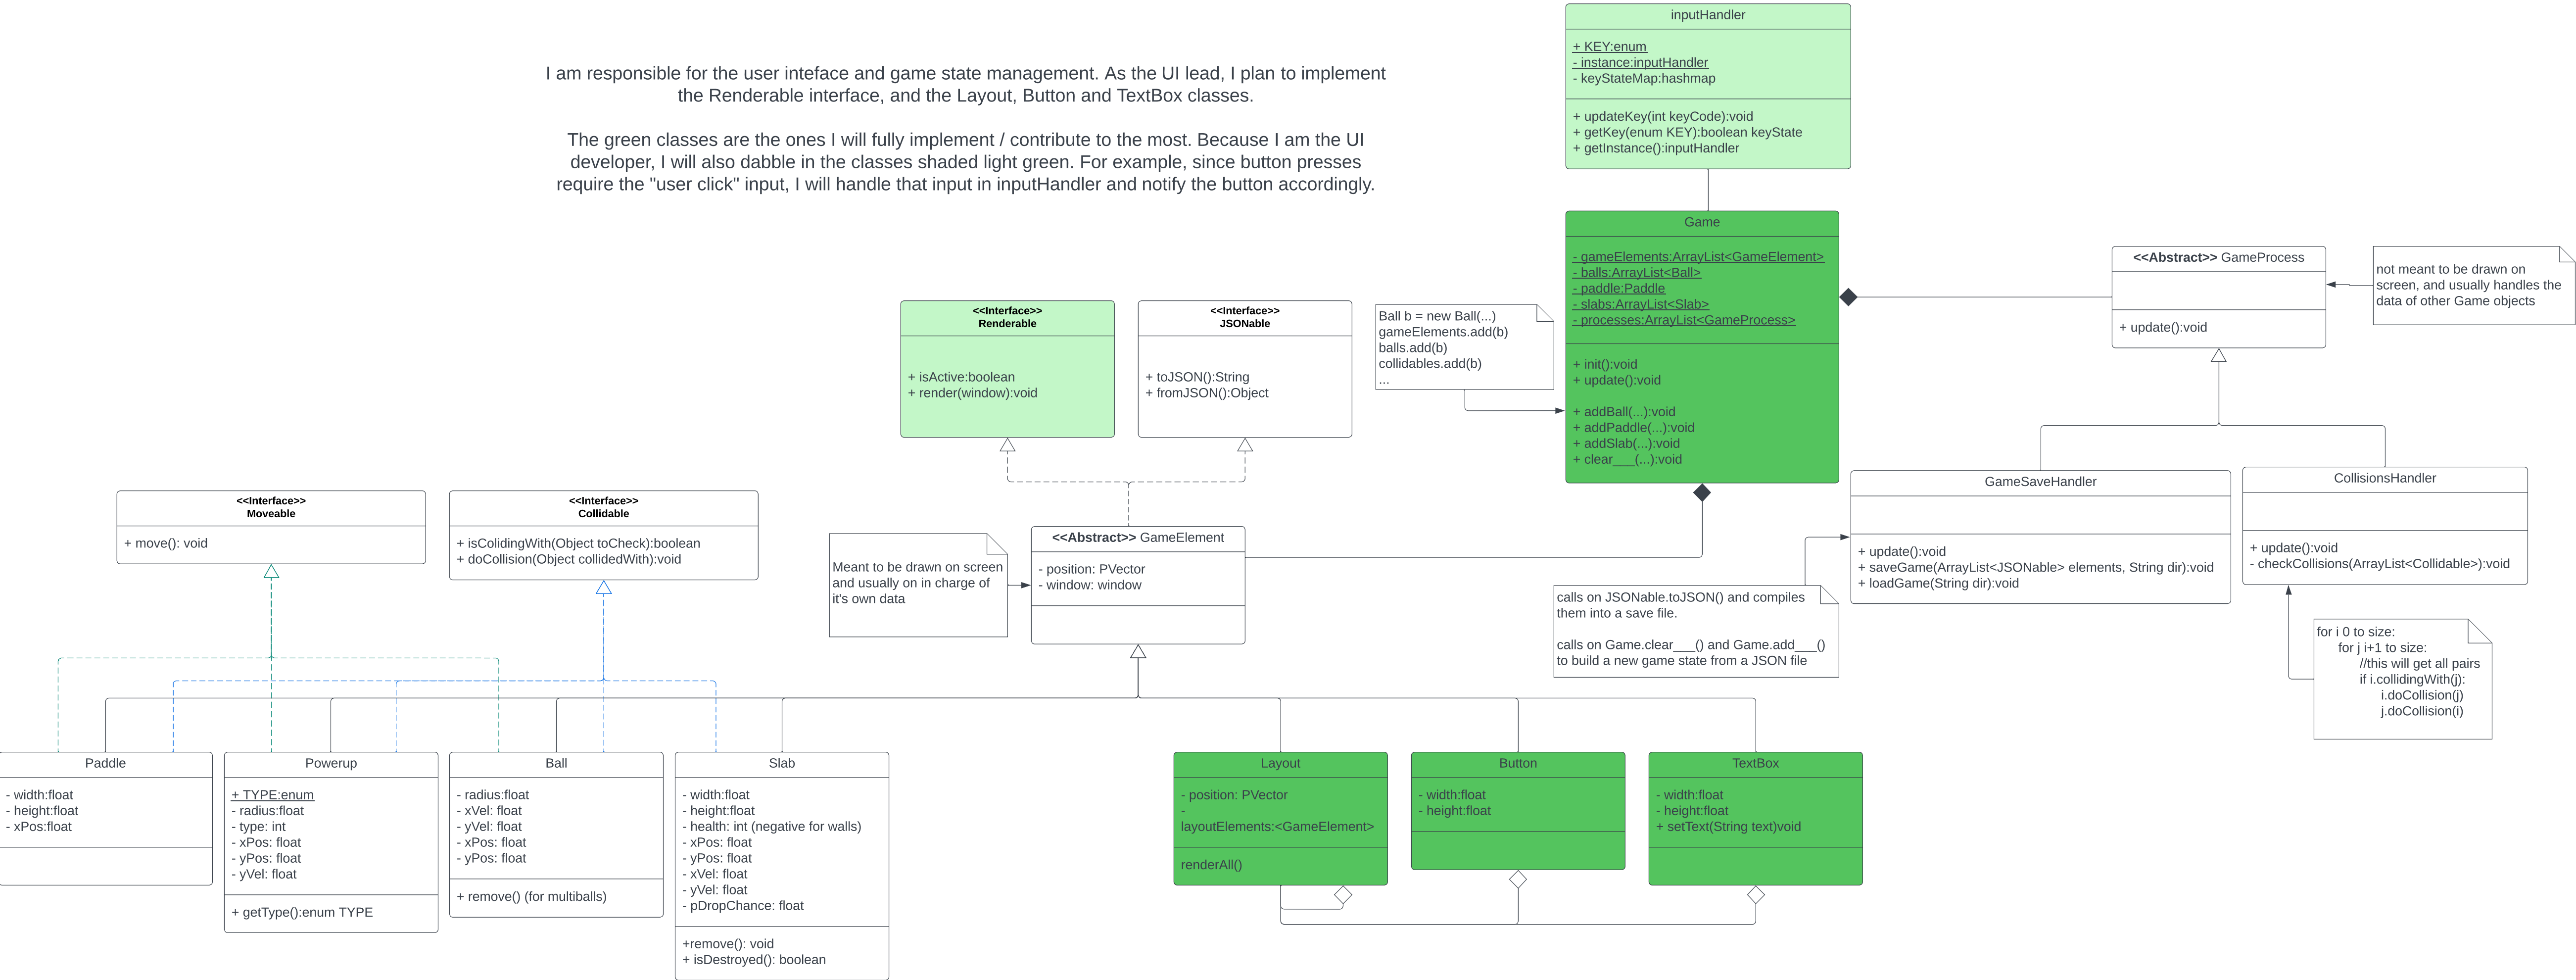 inputHandler
+ KEY:enum
- instance:inputHandler
- keyStateMap:hashmap
+ updateKey(int keyCode):void
+ getKey(enum KEY):boolean keyState
+ getInstance():inputHandler
I am responsible for the user inteface and game state management. As the UI lead, I plan to implement
the Renderable interface, and the Layout, Button and TextBox classes.
The green classes are the ones I will fully implement / contribute to the most. Because I am the UI
developer, I will also dabble in the classes shaded light green. For example, since button presses
require the "user click" input, I will handle that input in inputHandler and notify the button accordingly.
Game
- gameElements:ArrayList<GameElement>
- balls:ArrayList<Ball>
- paddle:Paddle
- slabs:ArrayList<Slab>
- processes:ArrayList<GameProcess>
+ init():void
+ update():void
+ addBall(...):void
+ addPaddle(...):void
+ addSlab(...):void
+ clear___(...):void
<<Abstract>> GameProcess
+ update():void
not meant to be drawn on
screen, and usually handles the
data of other Game objects
<<Interface>>
Renderable
+ isActive:boolean
+ render(window):void
<<Interface>>
JSONable
+ toJSON():String
+ fromJSON():Object
Ball b = new Ball(...)
gameElements.add(b)
balls.add(b)
collidables.add(b)
...
GameSaveHandler
+ update():void
+ saveGame(ArrayList<JSONable> elements, String dir):void
+ loadGame(String dir):void
CollisionsHandler
+ update():void
- checkCollisions(ArrayList<Collidable>):void
<<Interface>>
Moveable
+ move(): void
<<Interface>>
Collidable
+ isColidingWith(Object toCheck):boolean
+ doCollision(Object collidedWith):void
Meant to be drawn on screen
and usually on in charge of
it's own data
<<Abstract>> GameElement
- position: PVector
- window: window
calls on JSONable.toJSON() and compiles
them into a save file.
calls on Game.clear___() and Game.add___()
to build a new game state from a JSON file
for i 0 to size:
for j i+1 to size:
//this will get all pairs
if i.collidingWith(j):
i.doCollision(j)
j.doCollision(i)
Paddle
- width:float
- height:float
- xPos:float
Powerup
+ TYPE:enum
- radius:float
- type: int
- xPos: float
- yPos: float
- yVel: float
+ getType():enum TYPE
Ball
- radius:float
- xVel: float
- yVel: float
- xPos: float
- yPos: float
+ remove() (for multiballs)
Slab
- width:float
- height:float
- health: int (negative for walls)
- xPos: float
- yPos: float
- xVel: float
- yVel: float
- pDropChance: float
+remove(): void
+ isDestroyed(): boolean
Layout
- position: PVector
-
layoutElements:<GameElement>
renderAll()
Button
- width:float
- height:float
TextBox
- width:float
- height:float
+ setText(String text)void